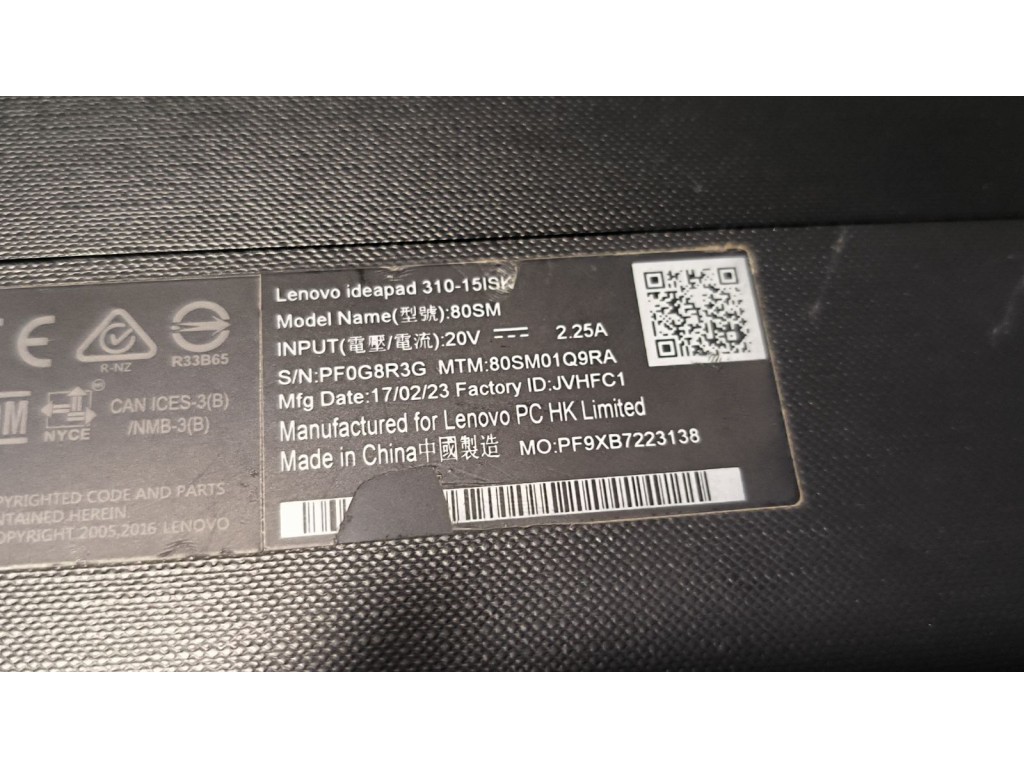 Lenovo ideapad 310-15ISK
Model Name(型號):80SM
INPUT(電壓/電流):20V 2.25A
S/N:PF0G8R3G MTM:80SM01Q9RA
Mfg Date:17/02/23 Factory ID:JVHFC1
Manufactured for Lenovo PC HK Limited
Made in China中國製造 MO:PF9XB7223138
CE
R-NZ
R33B65
NYCE
CAN ICES-3(B)
/NMB-3(B)
PYRIGHTED CODE AND PARTS
NTAINED HEREIN.
OPYRIGHT 2005,2016 LENOVO